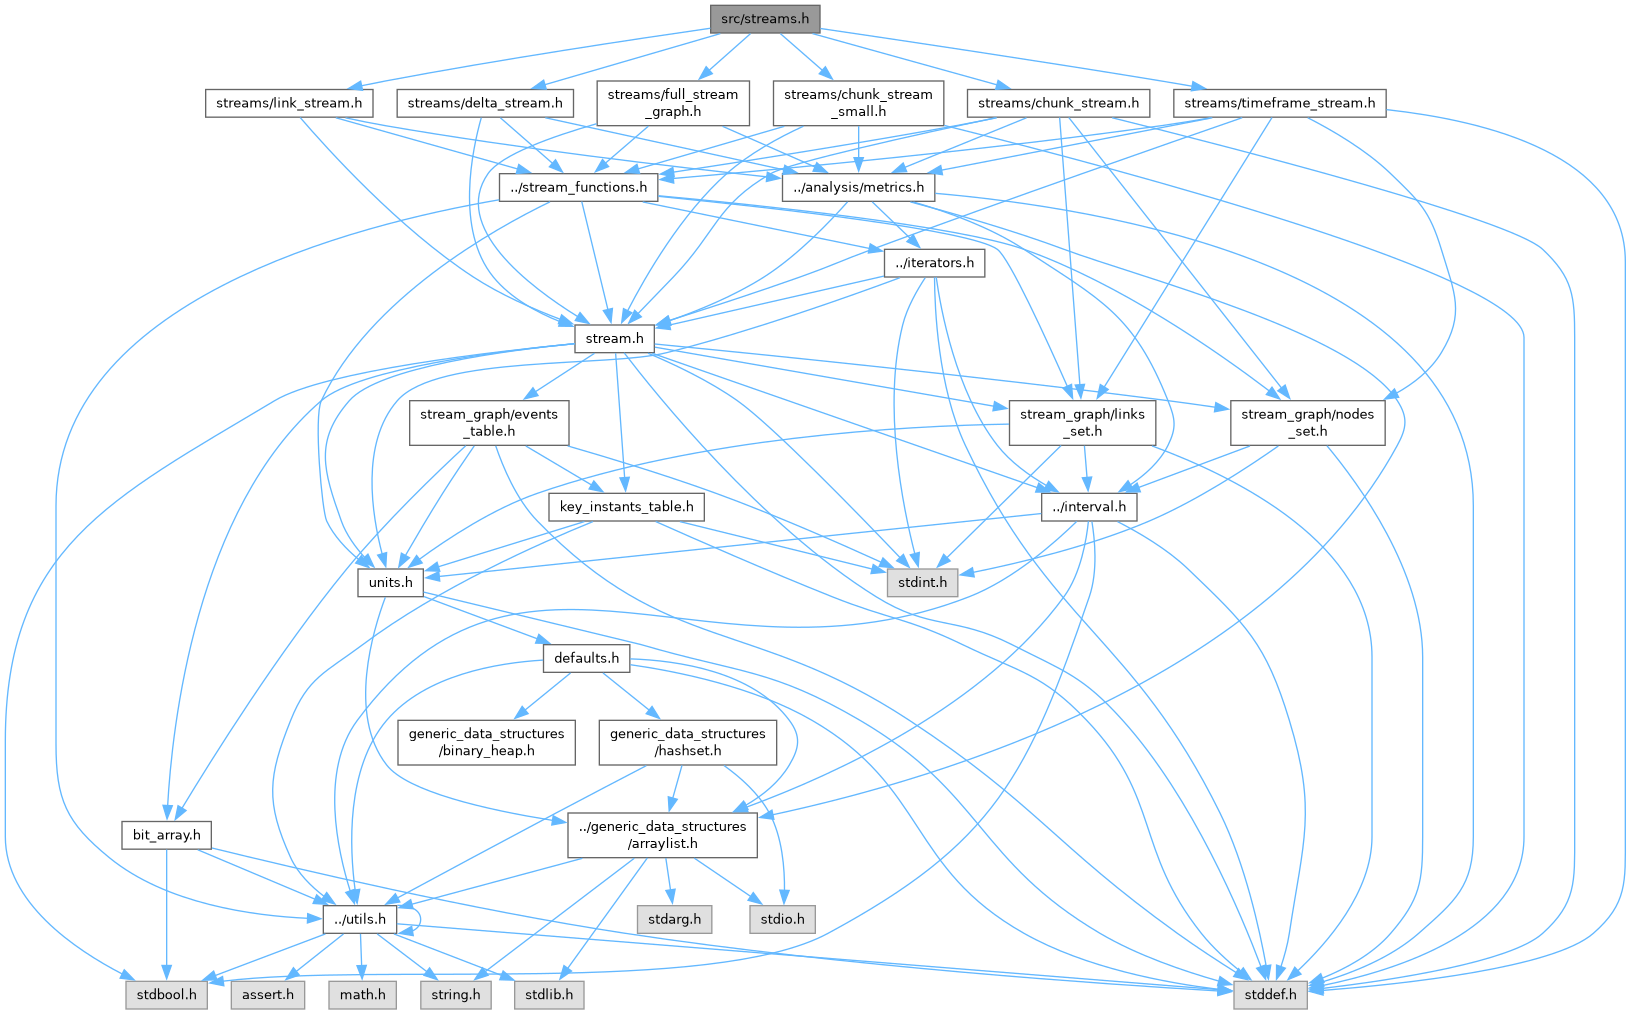 src/streams.h
streams/link_stream.h
streams/delta_stream.h
streams/full_stream
_graph.h
streams/chunk_stream
_small.h
streams/chunk_stream.h
streams/timeframe_stream.h
../stream_functions.h
../analysis/metrics.h
../iterators.h
stream.h
stream_graph/events
_table.h
stream_graph/links
_set.h
stream_graph/nodes
_set.h
key_instants_table.h
../interval.h
units.h
stdint.h
defaults.h
generic_data_structures
/binary_heap.h
generic_data_structures
/hashset.h
bit_array.h
../generic_data_structures
/arraylist.h
../utils.h
stdarg.h
stdio.h
stdbool.h
assert.h
math.h
string.h
stdlib.h
stddef.h